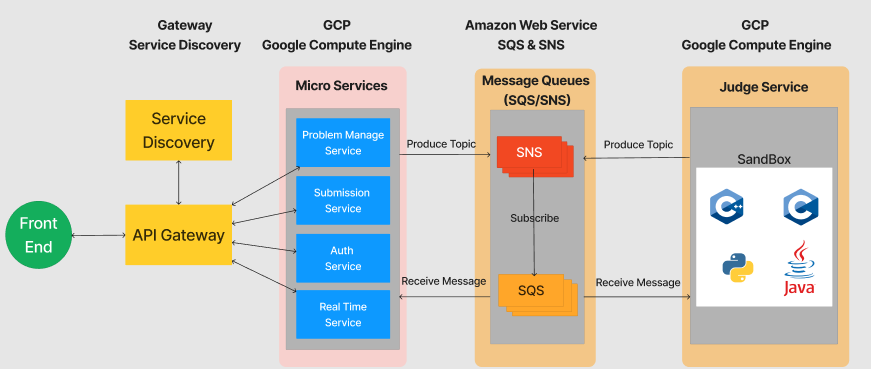 Gateway
Service Discovery
GCP
Google Compute Engine
Amazon Web Service
SQS & SNS
GCP
Google Compute Engine
Service
Discovery
API Gateway
Front
End
Micro Services
Problem Manage
Service
Submission
Service
Auth
Service
Real Time
Service
Produce Topic
Receive Message
Message Queues
(SQS/SNS)
SNS
Subscribe
SQS
Produce Topic
Receive Message
Judge Service
SandBox
C++
C
Java